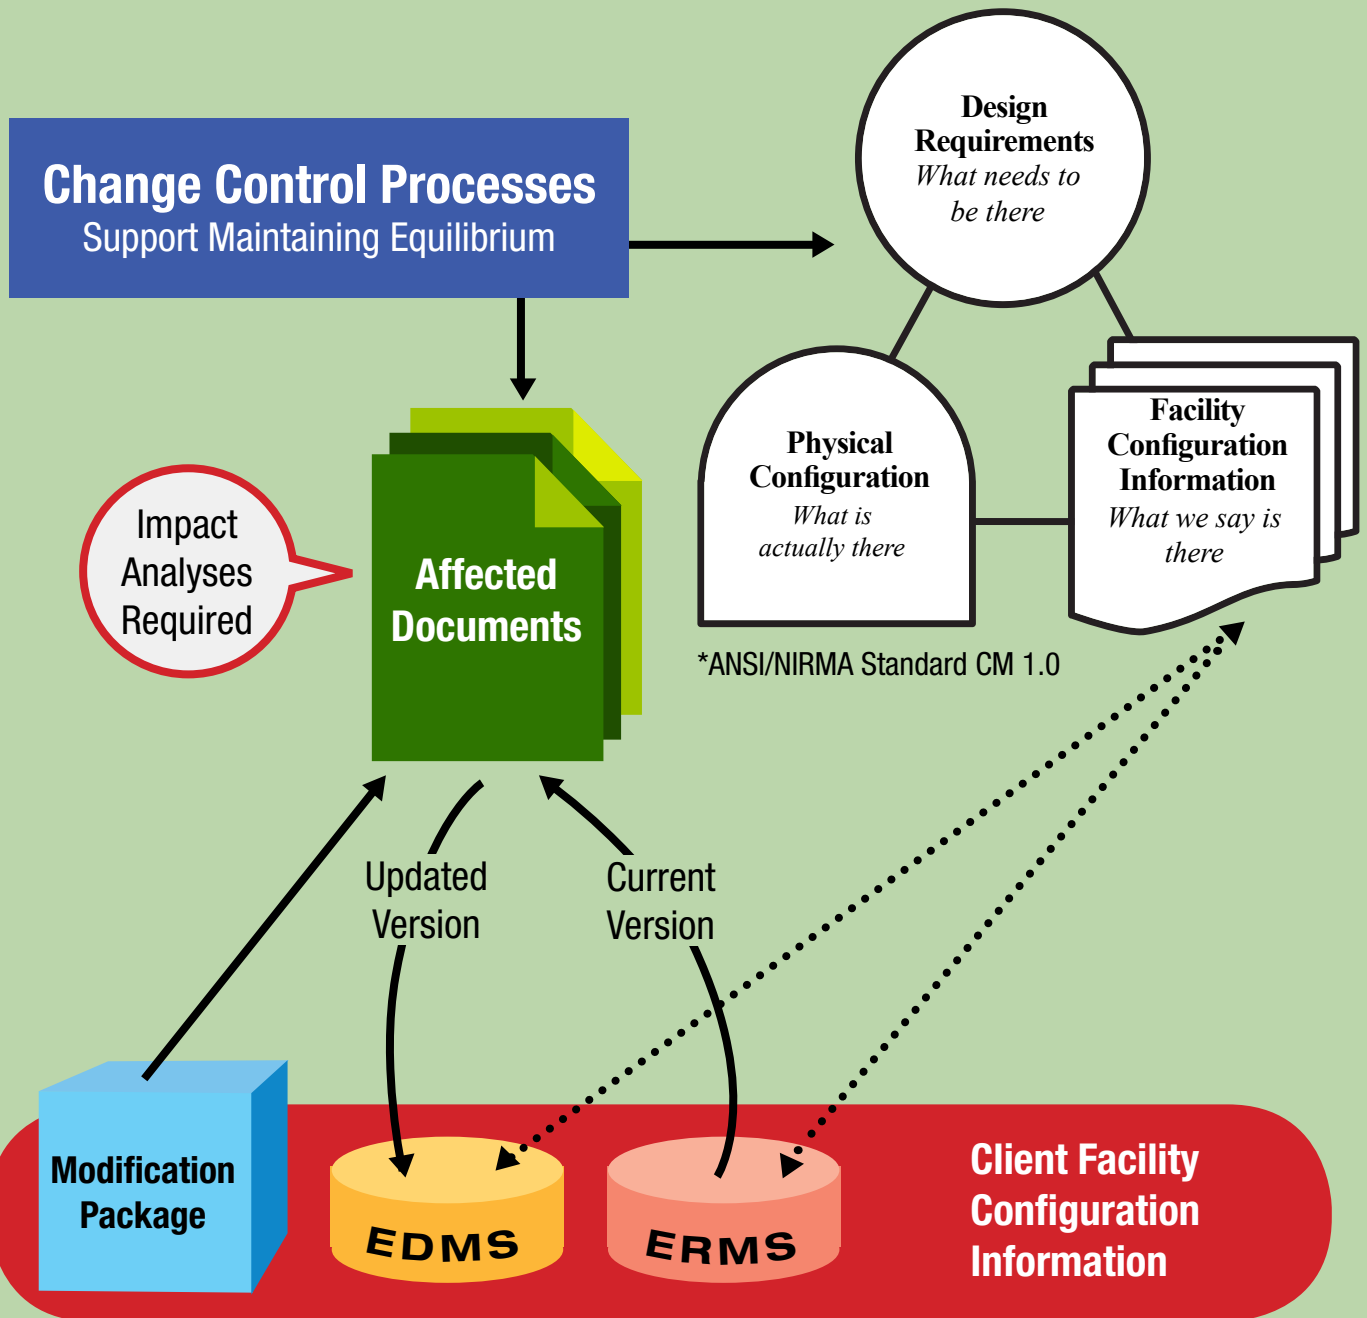 Change Control Processes
Support Maintaining Equilibrium
Design
Requirements
What needs to
be there
Physical
Configuration
What is
actually there
Facility
Configuration
Information
What we say is
there
*ANSI/NIRMA Standard CM 1.0
Impact
Analyses
Required
Affected
Documents
Updated
Version
Current
Version
Modification
Package
EDMS
ERMS
Client Facility
Configuration
Information